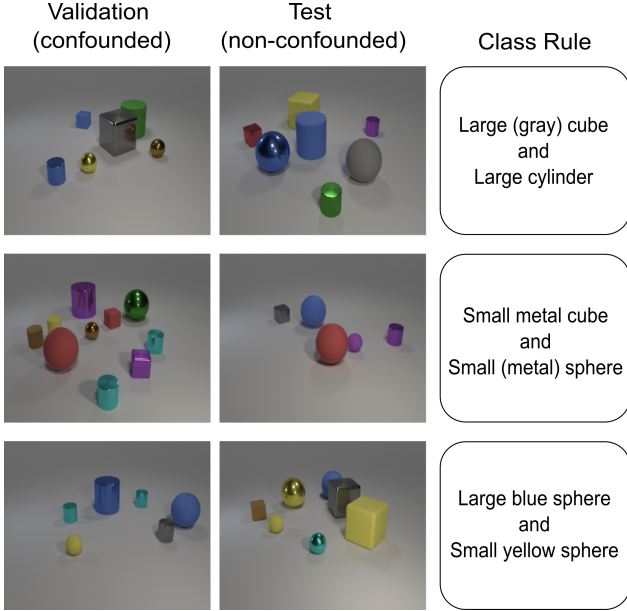 Validation
(confounded)
Test
(non-confounded)
Class Rule
Large (gray) cube
and
Large cylinder
Small metal cube
and
Small (metal) sphere
Large blue sphere
and
Small yellow sphere